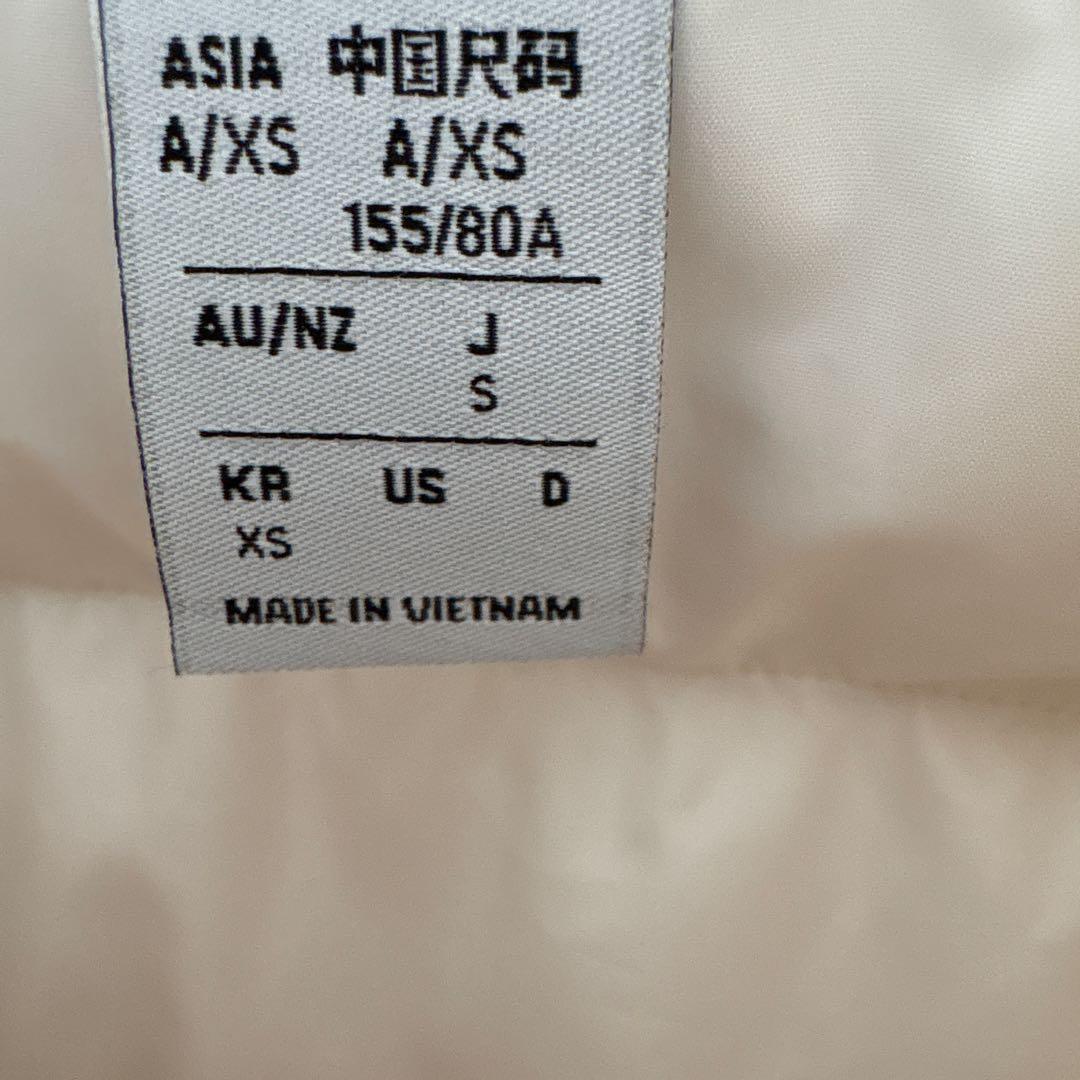 ASIA 中国尺码
A/XS A/XS
155/80A
AU/NZ J
S
KR US D
XS
MADE IN VIETNAM